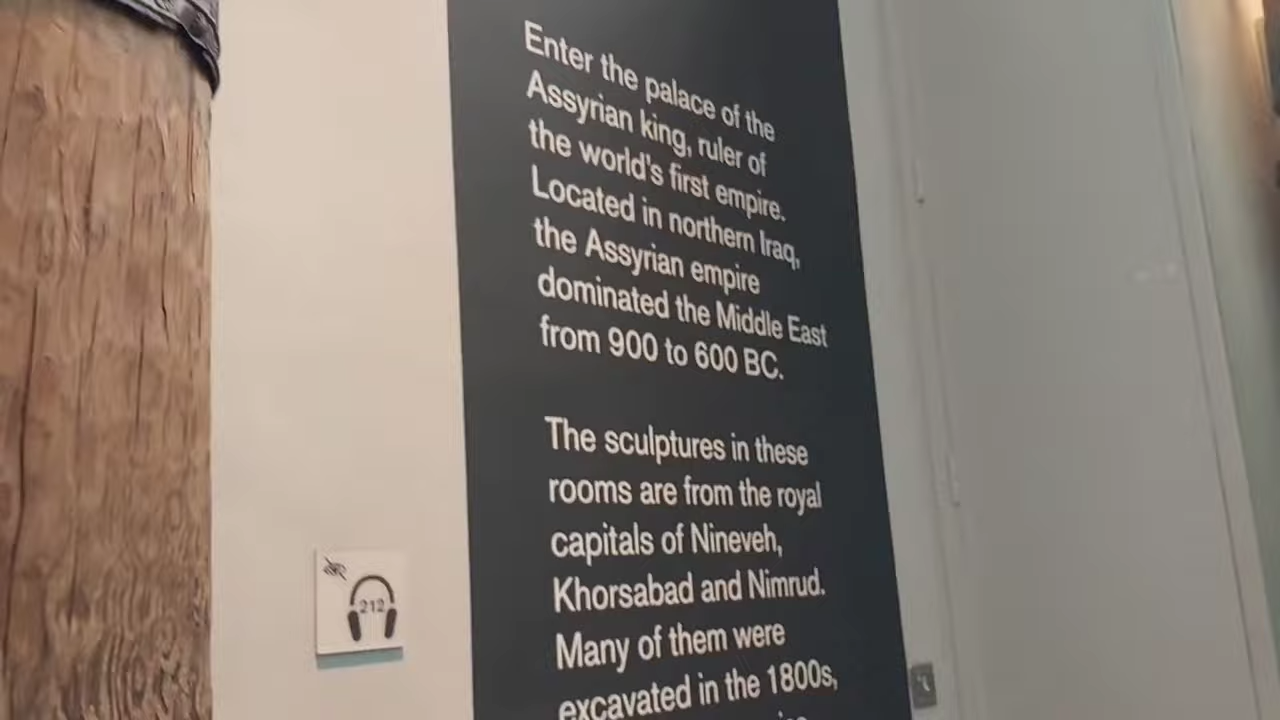 Enter the palace of the
Assyrian king, ruler of
the world's first empire.
Located in northern Iraq,
the Assyrian empire
dominated the Middle East
from 900 to 600 BC.
The sculptures in these
rooms are from the royal
capitals of Nineveh,
Khorsabad and Nimrud.
Many of them were
excavated in the 1800s,
212